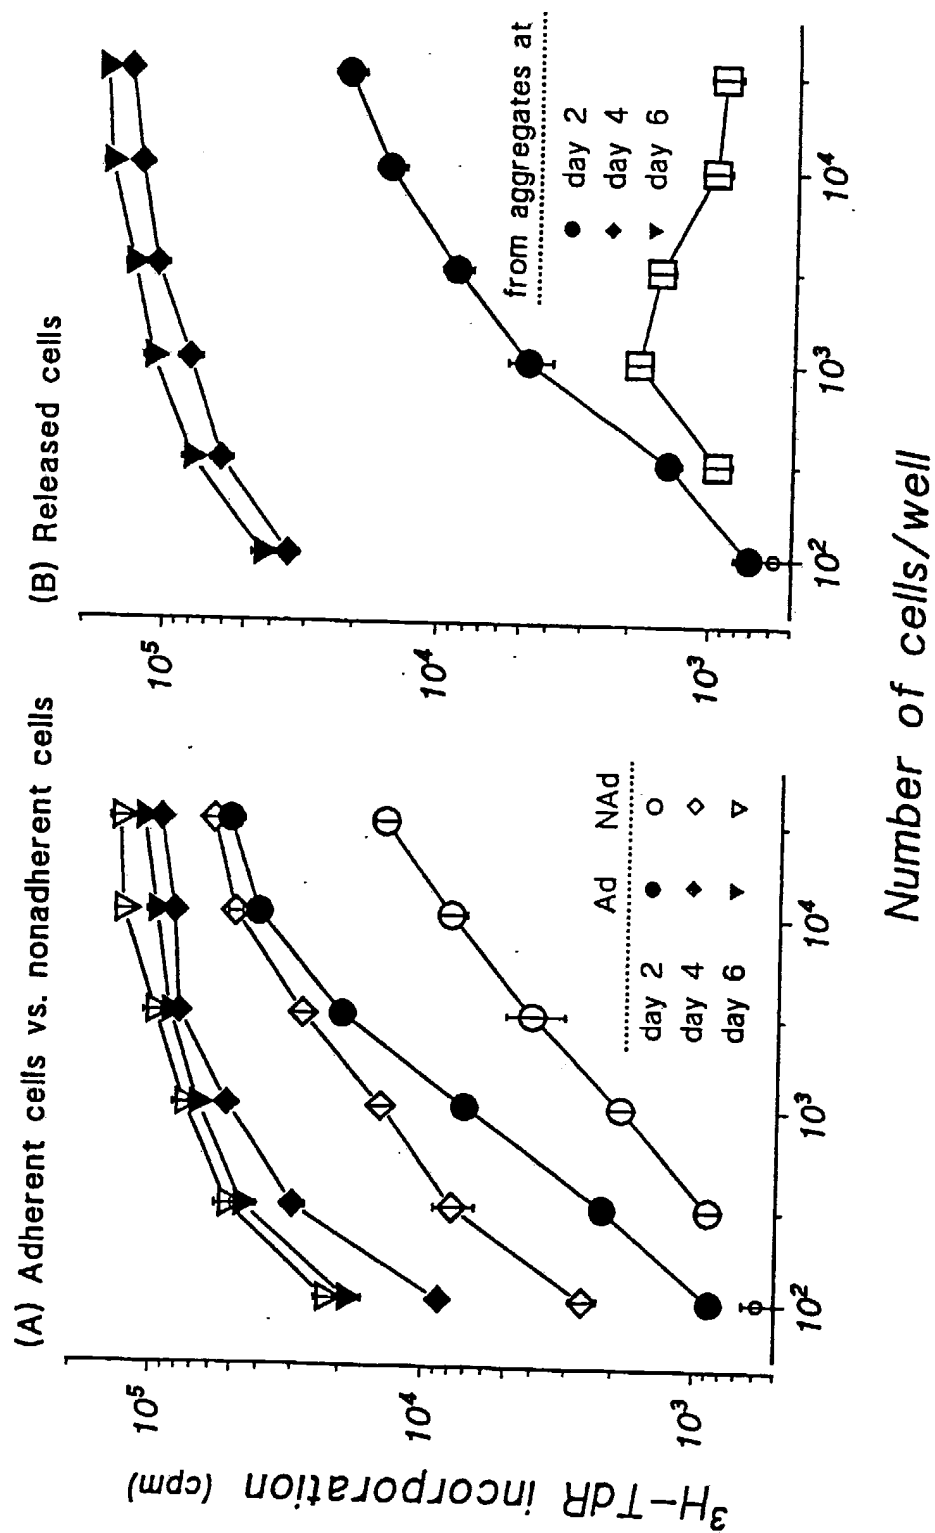 (A) Adherent cells vs. nonadherent cells
³H-TdR incorporation (cpm)
10⁵
10⁴
10³
Ad NAd
day 2
day 4
day 6
10² 10³ 10⁴
(B) Released cells
10⁵
10⁴
10³
from aggregates at
day 2
day 4
day 6
10² 10³ 10⁴
Number of cells/well